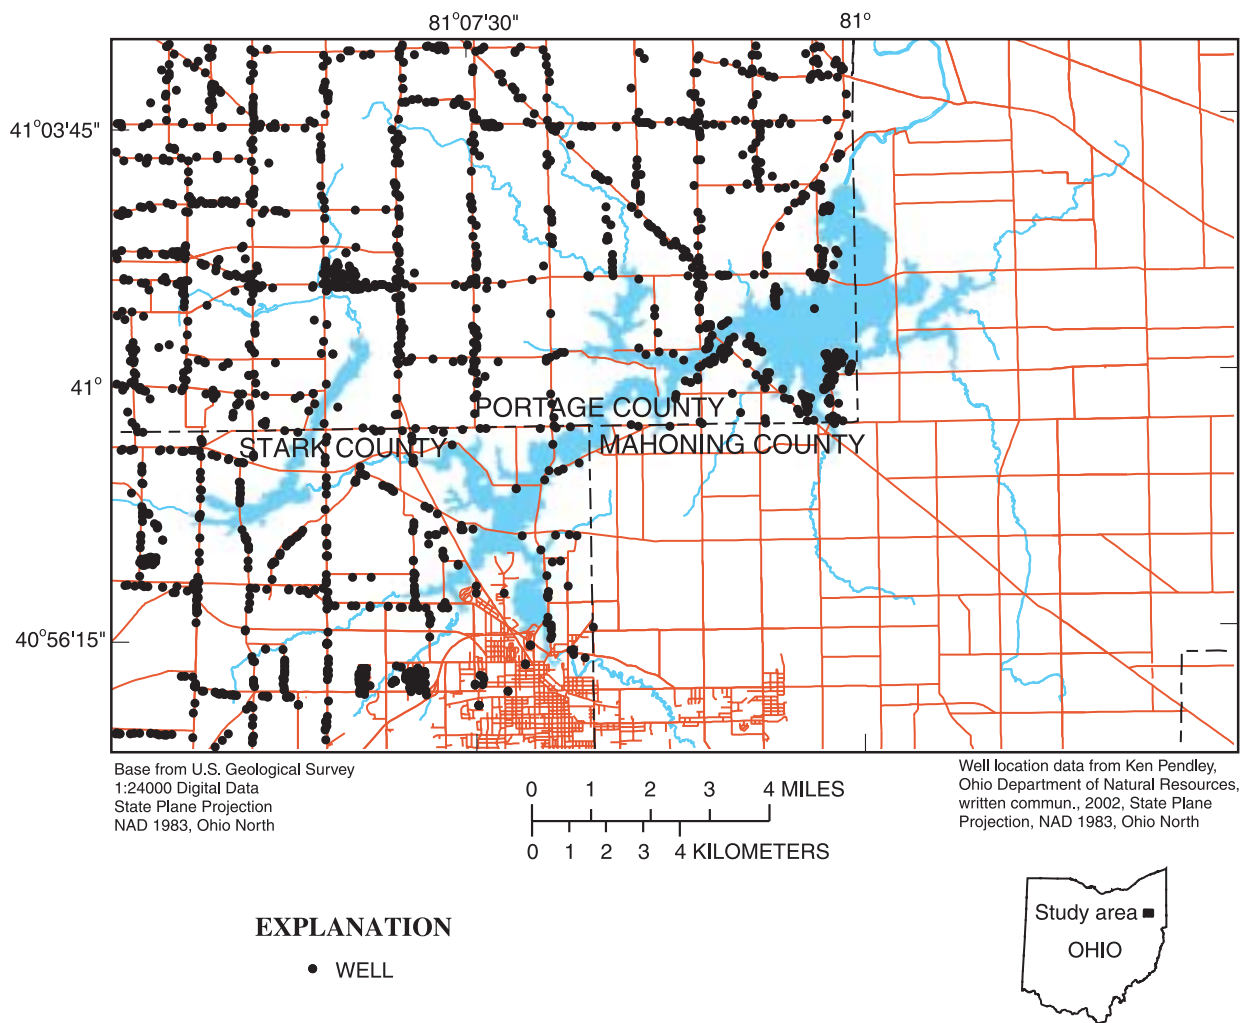 81°07'30"
81°
41°03'45"
41°
PORTAGE COUNTY
STARK COUNTY
MAHONING COUNTY
40°56'15"
Base from U.S. Geological Survey
1:24000 Digital Data
State Plane Projection
NAD 1983, Ohio North
0 1 2 3 4 MILES
0 1 2 3 4 KILOMETERS
Well location data from Ken Pendley,
Ohio Department of Natural Resources,
written commun., 2002, State Plane
Projection, NAD 1983, Ohio North
EXPLANATION
WELL
Study area
OHIO